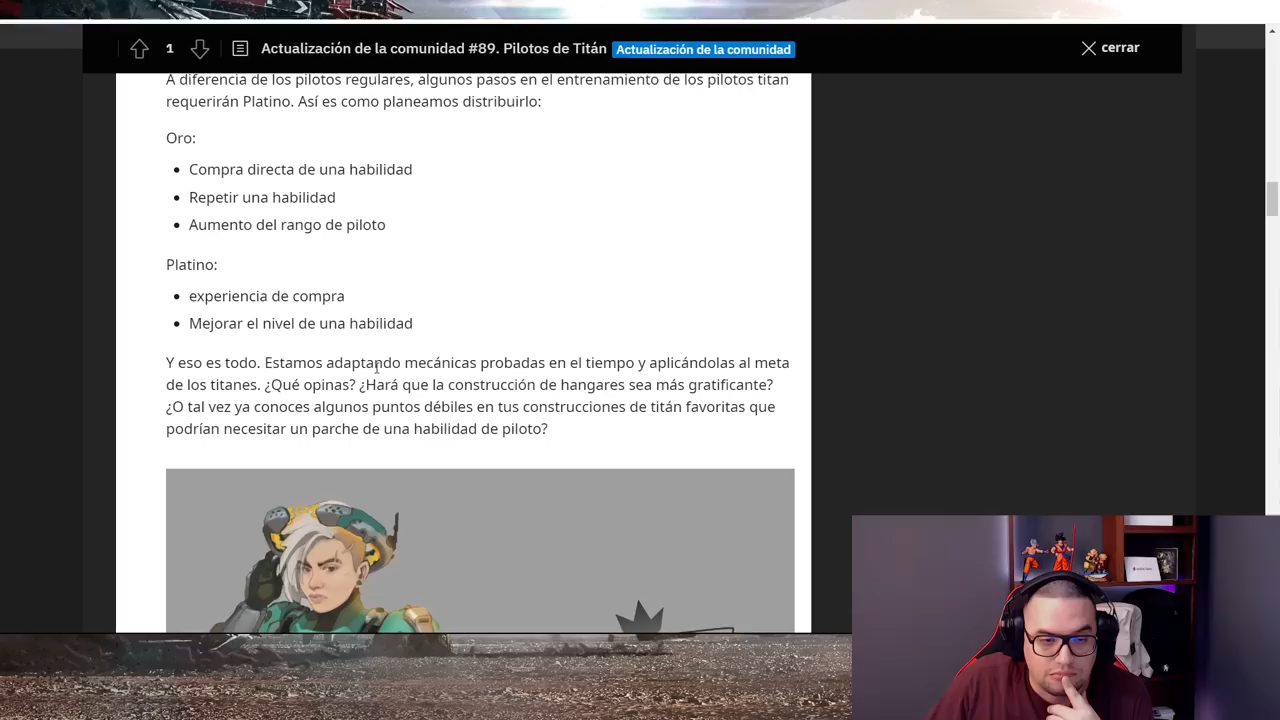 1
Actualización de la comunidad #89. Pilotos de Titán
Actualización de la comunidad
cerrar
A diferencia de los pilotos regulares, algunos pasos en el entrenamiento de los pilotos titan
requerirán Platino. Así es como planeamos distribuirlo:
Oro:
Compra directa de una habilidad
Repetir una habilidad
Aumento del rango de piloto
Platino:
experiencia de compra
Mejorar el nivel de una habilidad
Y eso es todo. Estamos adaptando mecánicas probadas en el tiempo y aplicándolas al meta
de los titanes. ¿Qué opinas? ¿Hará que la construcción de hangares sea más gratificante?
¿O tal vez ya conoces algunos puntos débiles en tus construcciones de titán favoritas que
podrían necesitar un parche de una habilidad de piloto?